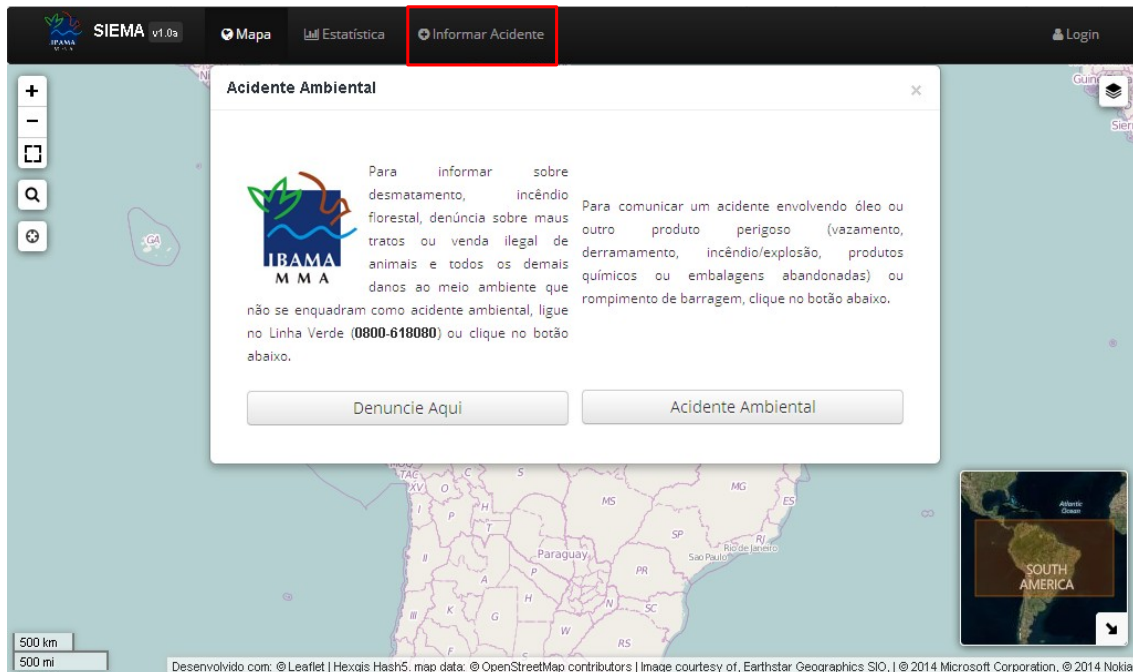 IBAMA
MMA
SIEMA v1.0a
Mapa
Estatística
Informar Acidente
Login
Acidente Ambiental
×
+
−
GA
IBAMA
M M A
Para informar sobre
desmatamento, incêndio
florestal, denúncia sobre maus
tratos ou venda ilegal de
animais e todos os demais
danos ao meio ambiente que
não se enquadram como acidente ambiental, ligue
no Linha Verde (0800-618080) ou clique no botão
abaixo.
Para comunicar um acidente envolvendo óleo ou
outro produto perigoso (vazamento,
derramamento, incêndio/explosão, produtos
químicos ou embalagens abandonadas) ou
rompimento de barragem, clique no botão abaixo.
Denuncie Aqui
Acidente Ambiental
TAC
C
S
XV
O
MS
MG
ES
I
P
H
T
SP
RJ
Rio de Janeiro
Sao Paulo
II
Paraguay
P
PR
A
H
N
SC
III
K
G
W
F
RS
Atlantic
Ocean
SOUTH
AMERICA
500 km
500 mi
Desenvolvido com: © Leaflet | Hexgis Hash5. map data: © OpenStreetMap contributors | Image courtesy of, Earthstar Geographics SIO, | © 2014 Microsoft Corporation, © 2014 Nokia